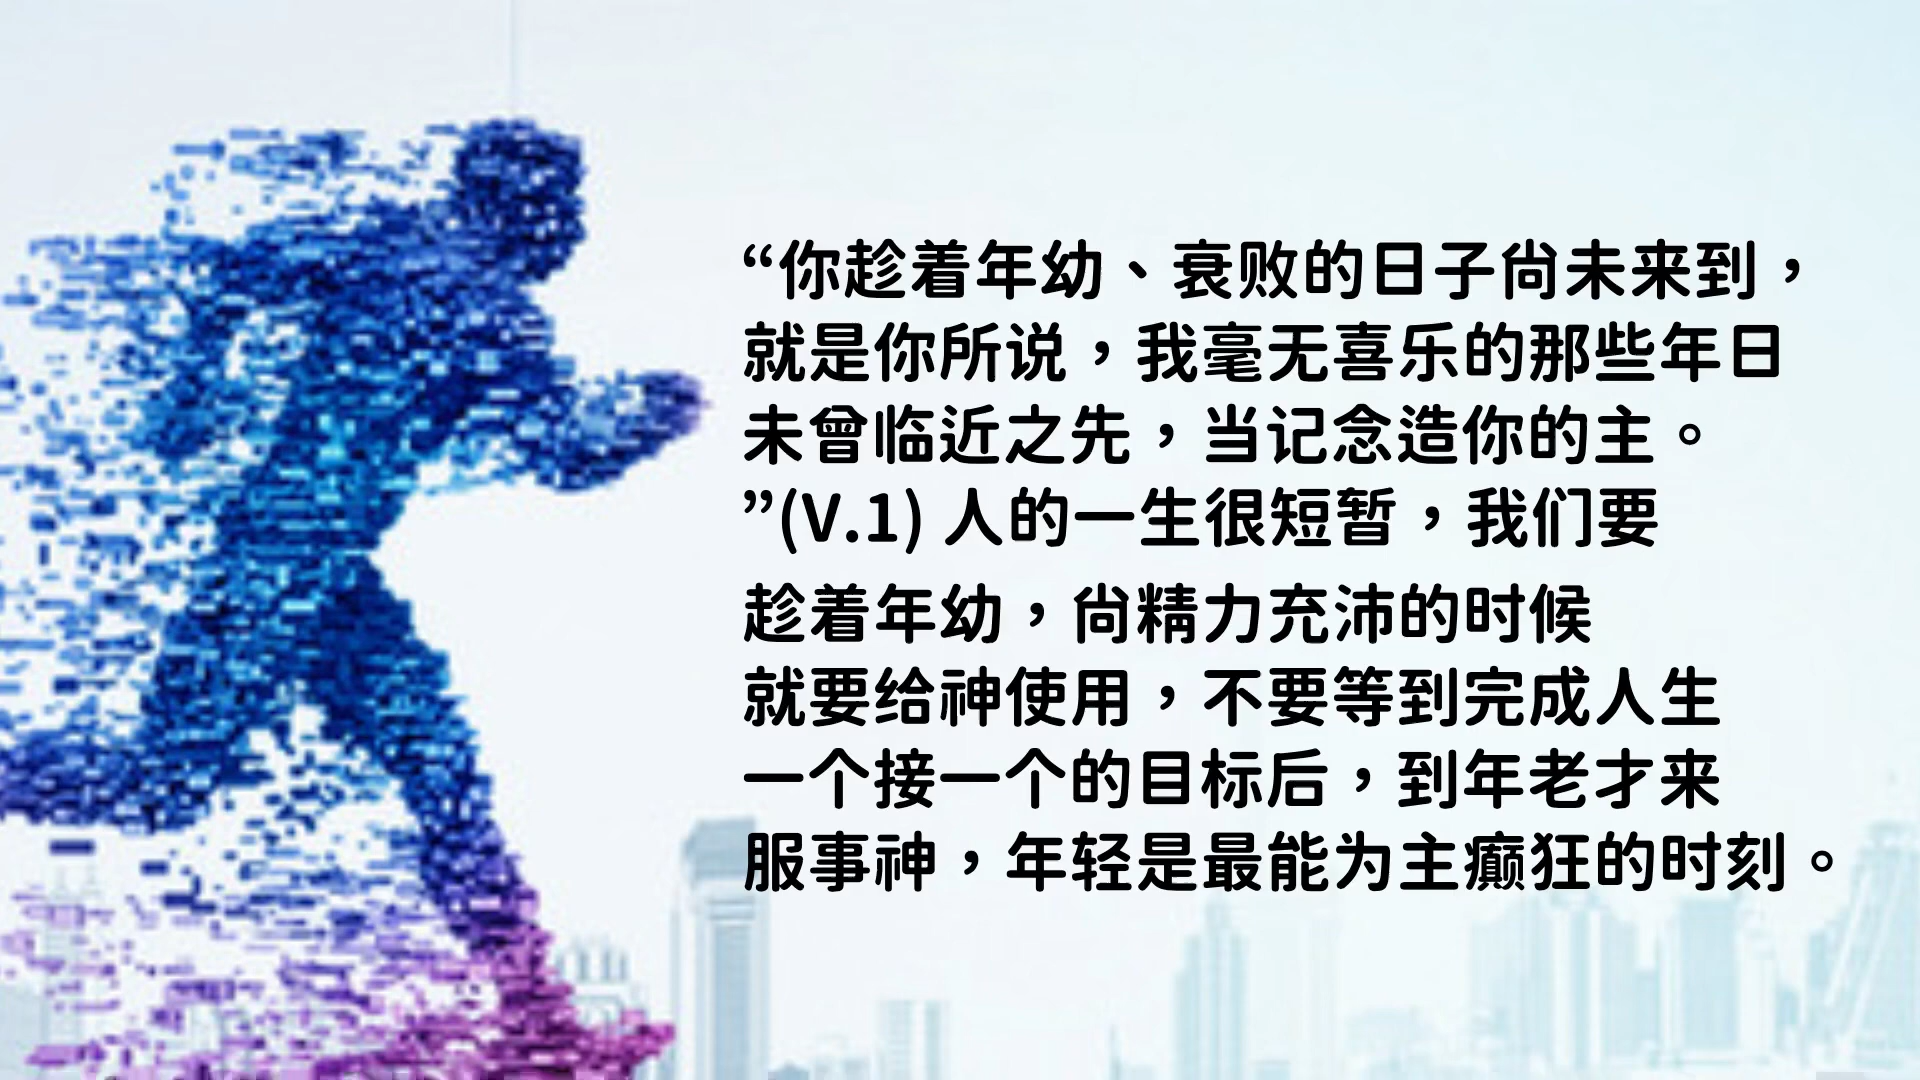 “你趁着年幼、衰败的日子尚未来到，
就是你所说，我毫无喜乐的那些年日
未曾临近之先，当记念造你的主。
”(V.1) 人的一生很短暂，我们要
趁着年幼，尚精力充沛的时候
就要给神使用，不要等到完成人生
一个接一个的目标后，到年老才来
服事神，年轻是最能为主癫狂的时刻。